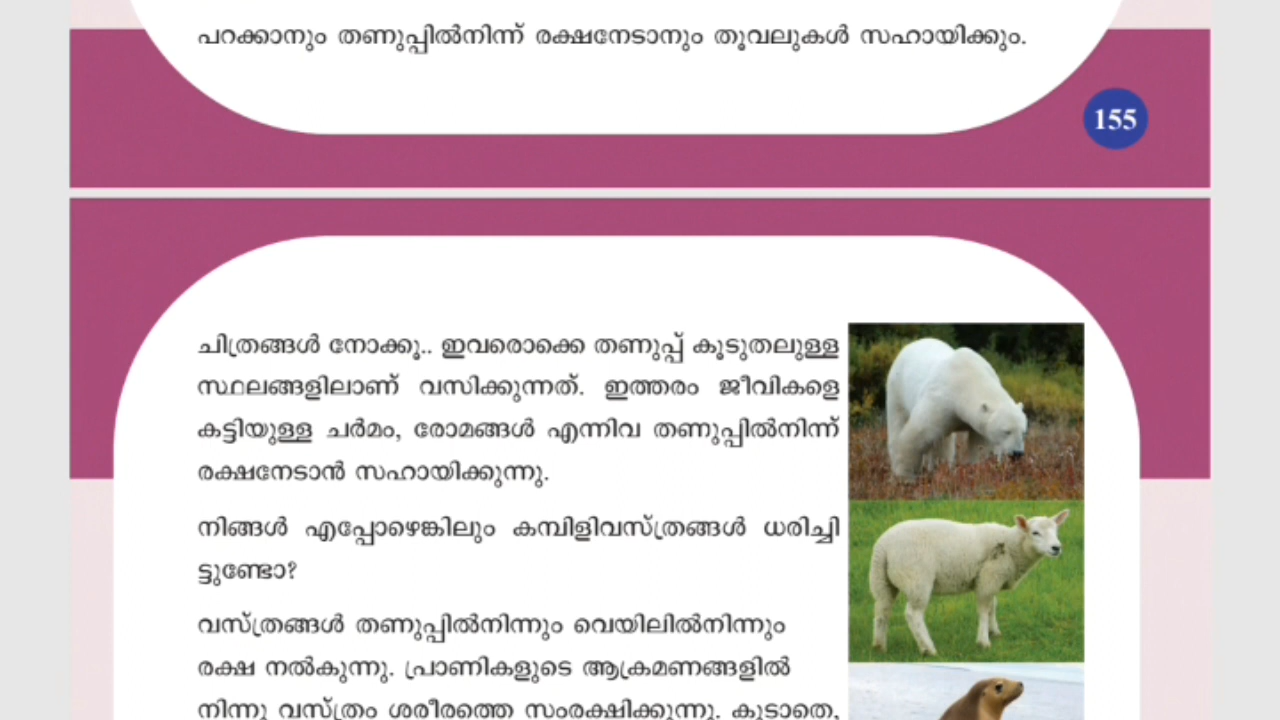 പറക്കാനും തണുപ്പിൽനിന്ന് രക്ഷനേടാനും തൂവലുകൾ സഹായിക്കും.
155
ചിത്രങ്ങൾ നോക്കൂ.. ഇവരൊക്കെ തണുപ്പ് കൂടുതലുള്ള
സ്ഥലങ്ങളിലാണ് വസിക്കുന്നത്. ഇത്തരം ജീവികളെ
കട്ടിയുള്ള ചർമം, രോമങ്ങൾ എന്നിവ തണുപ്പിൽനിന്ന്
രക്ഷനേടാൻ സഹായിക്കുന്നു.
നിങ്ങൾ എപ്പോഴെങ്കിലും കമ്പിളിവസ്ത്രങ്ങൾ ധരിച്ചി
ട്ടുണ്ടോ?
വസ്ത്രങ്ങൾ തണുപ്പിൽനിന്നും വെയിലിൽനിന്നും
രക്ഷ നൽകുന്നു. പ്രാണികളുടെ ആക്രമണങ്ങളിൽ
നിന്നു വസ്ത്രം ശരീരത്തെ സംരക്ഷിക്കുന്നു. കൂടാതെ,